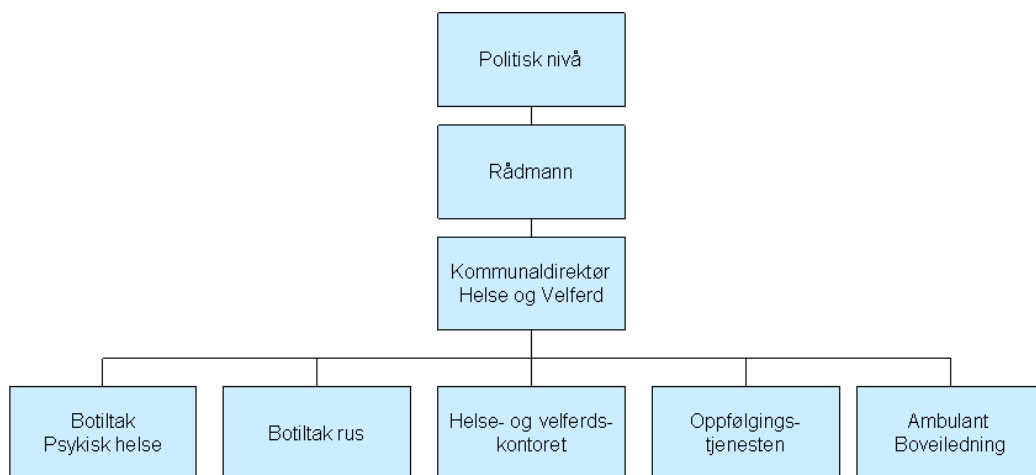 Politisk nivå
Rådmann
Kommunaldirektør
Helse og Velferd
Botiltak
Psykisk helse
Botiltak rus
Helse- og velferds-
kontoret
Oppfølgings-
tjenesten
Ambulant
Boveiledning